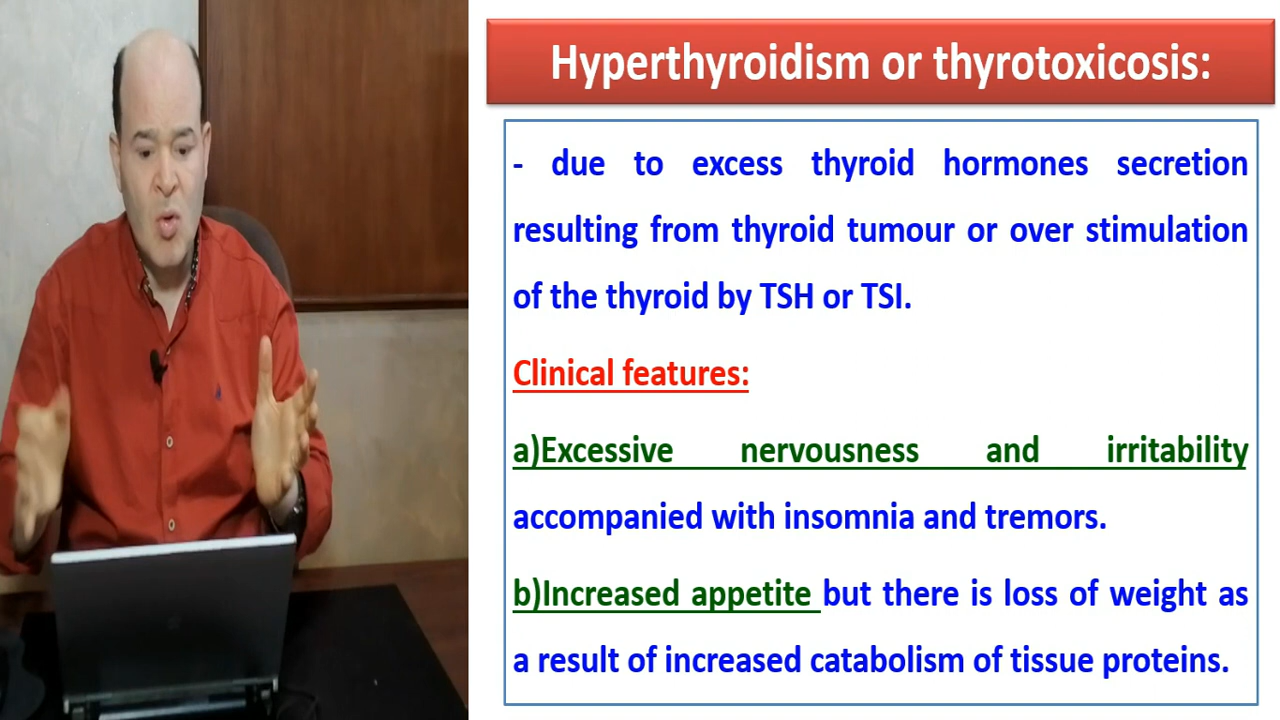 Hyperthyroidism or thyrotoxicosis:
- due to excess thyroid hormones secretion
resulting from thyroid tumour or over stimulation
of the thyroid by TSH or TSI.
Clinical features:
a)Excessive nervousness and irritability
accompanied with insomnia and tremors.
b)Increased appetite but there is loss of weight as
a result of increased catabolism of tissue proteins.